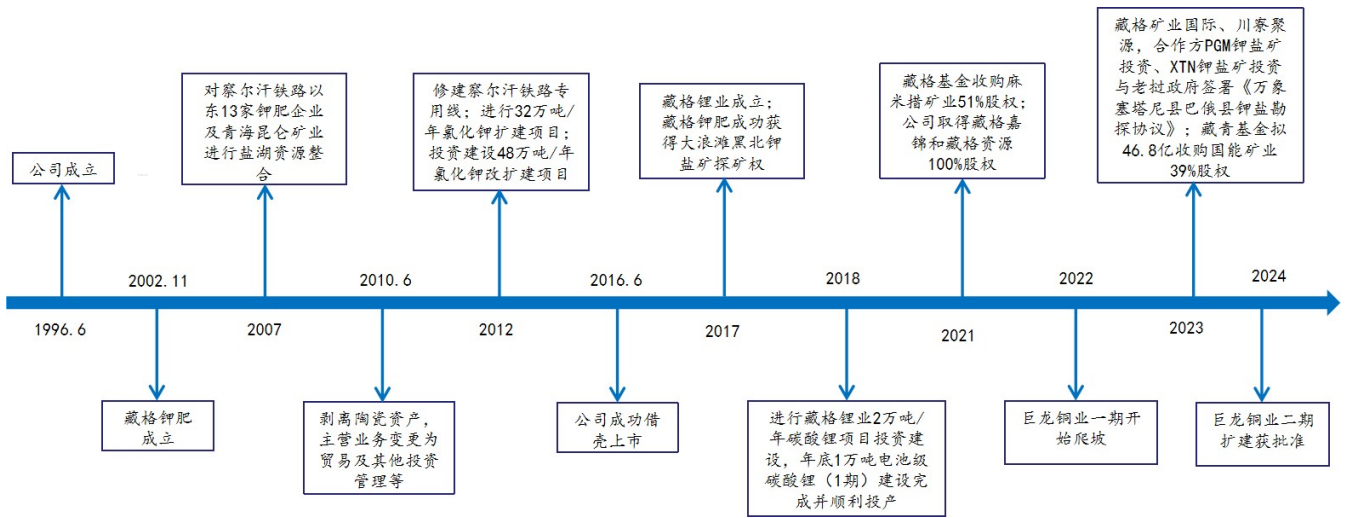 公司成立
对察尔汗铁路以
东13家钾肥企业
及青海昆仑矿业
进行盐湖资源整
合
修建察尔汗铁路专
用线；进行32万吨/
年氯化钾扩建项目；
投资建设48万吨/年
氯化钾改扩建项目
藏格锂业成立；
藏格钾肥成功获
得大浪滩黑北钾
盐矿探矿权
藏格基金收购麻
米措矿业51%股权；
公司取得藏格嘉
锦和藏格资源
100%股权
藏格矿业国际、川寮聚
源，合作方PGM钾盐矿
投资、XTN钾盐矿投资
与老挝政府签署《万象
塞塔尼县巴俄县钾盐勘
探协议》；藏青基金拟
46.8亿收购国能矿业
39%股权
2002.11
2010.6
2016.6
2018
2022
2024
1996.6
2007
2012
2017
2021
2023
藏格钾肥
成立
剥离陶瓷资产，
主营业务变更为
贸易及其他投资
管理等
公司成功借
壳上市
进行藏格锂业2万吨/
年碳酸锂项目投资建
设，年底1万吨电池级
碳酸锂（1期）建设完
成并顺利投产
巨龙铜业一期开
始爬坡
巨龙铜业二期
扩建获批准